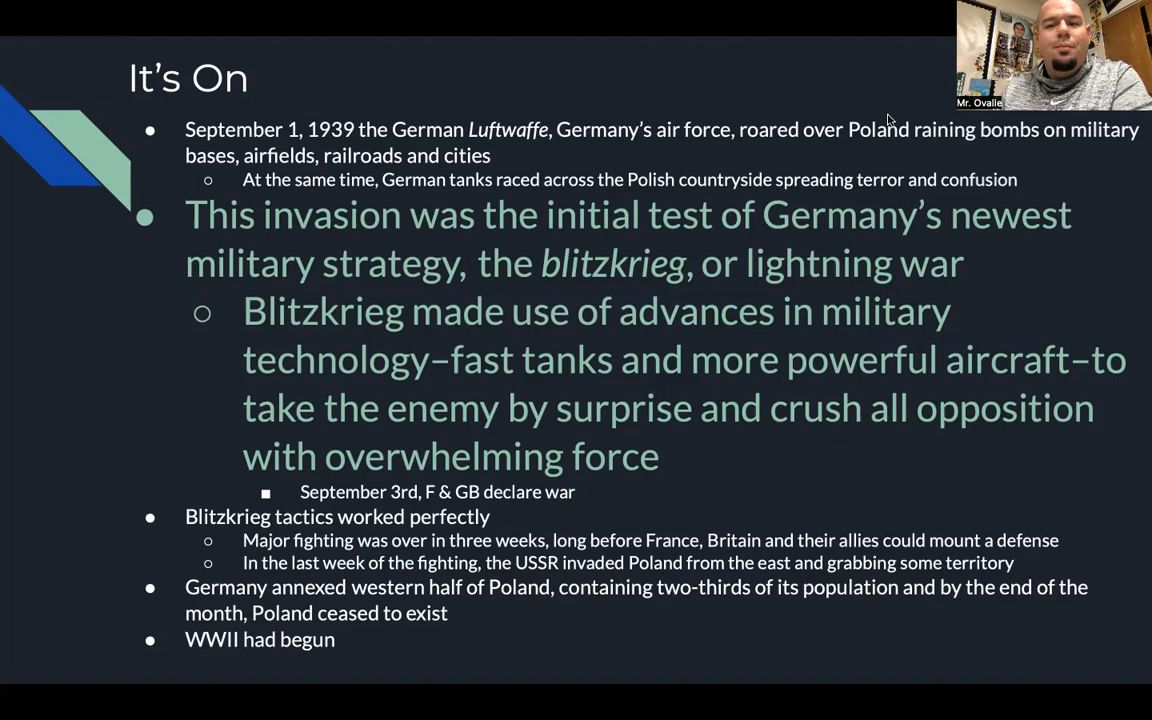 It's On
Mr. Ovalle
● September 1, 1939 the German Luftwaffe, Germany's air force, roared over Poland raining bombs on military
bases, airfields, railroads and cities
○ At the same time, German tanks raced across the Polish countryside spreading terror and confusion
● This invasion was the initial test of Germany's newest
military strategy, the blitzkrieg, or lightning war
○ Blitzkrieg made use of advances in military
technology–fast tanks and more powerful aircraft–to
take the enemy by surprise and crush all opposition
with overwhelming force
■ September 3rd, F & GB declare war
● Blitzkrieg tactics worked perfectly
○ Major fighting was over in three weeks, long before France, Britain and their allies could mount a defense
○ In the last week of the fighting, the USSR invaded Poland from the east and grabbing some territory
● Germany annexed western half of Poland, containing two-thirds of its population and by the end of the
month, Poland ceased to exist
● WWII had begun